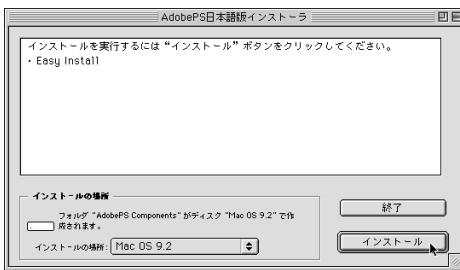 AdobePS日本語版インストーラ
インストールを実行するには“インストール”ボタンをクリックしてください。
・Easy Install
インストールの場所
フォルダ “AdobePS Components” がディスク “Mac OS 9.2” で作
成されます。
終了
インストールの場所: Mac OS 9.2
インストール